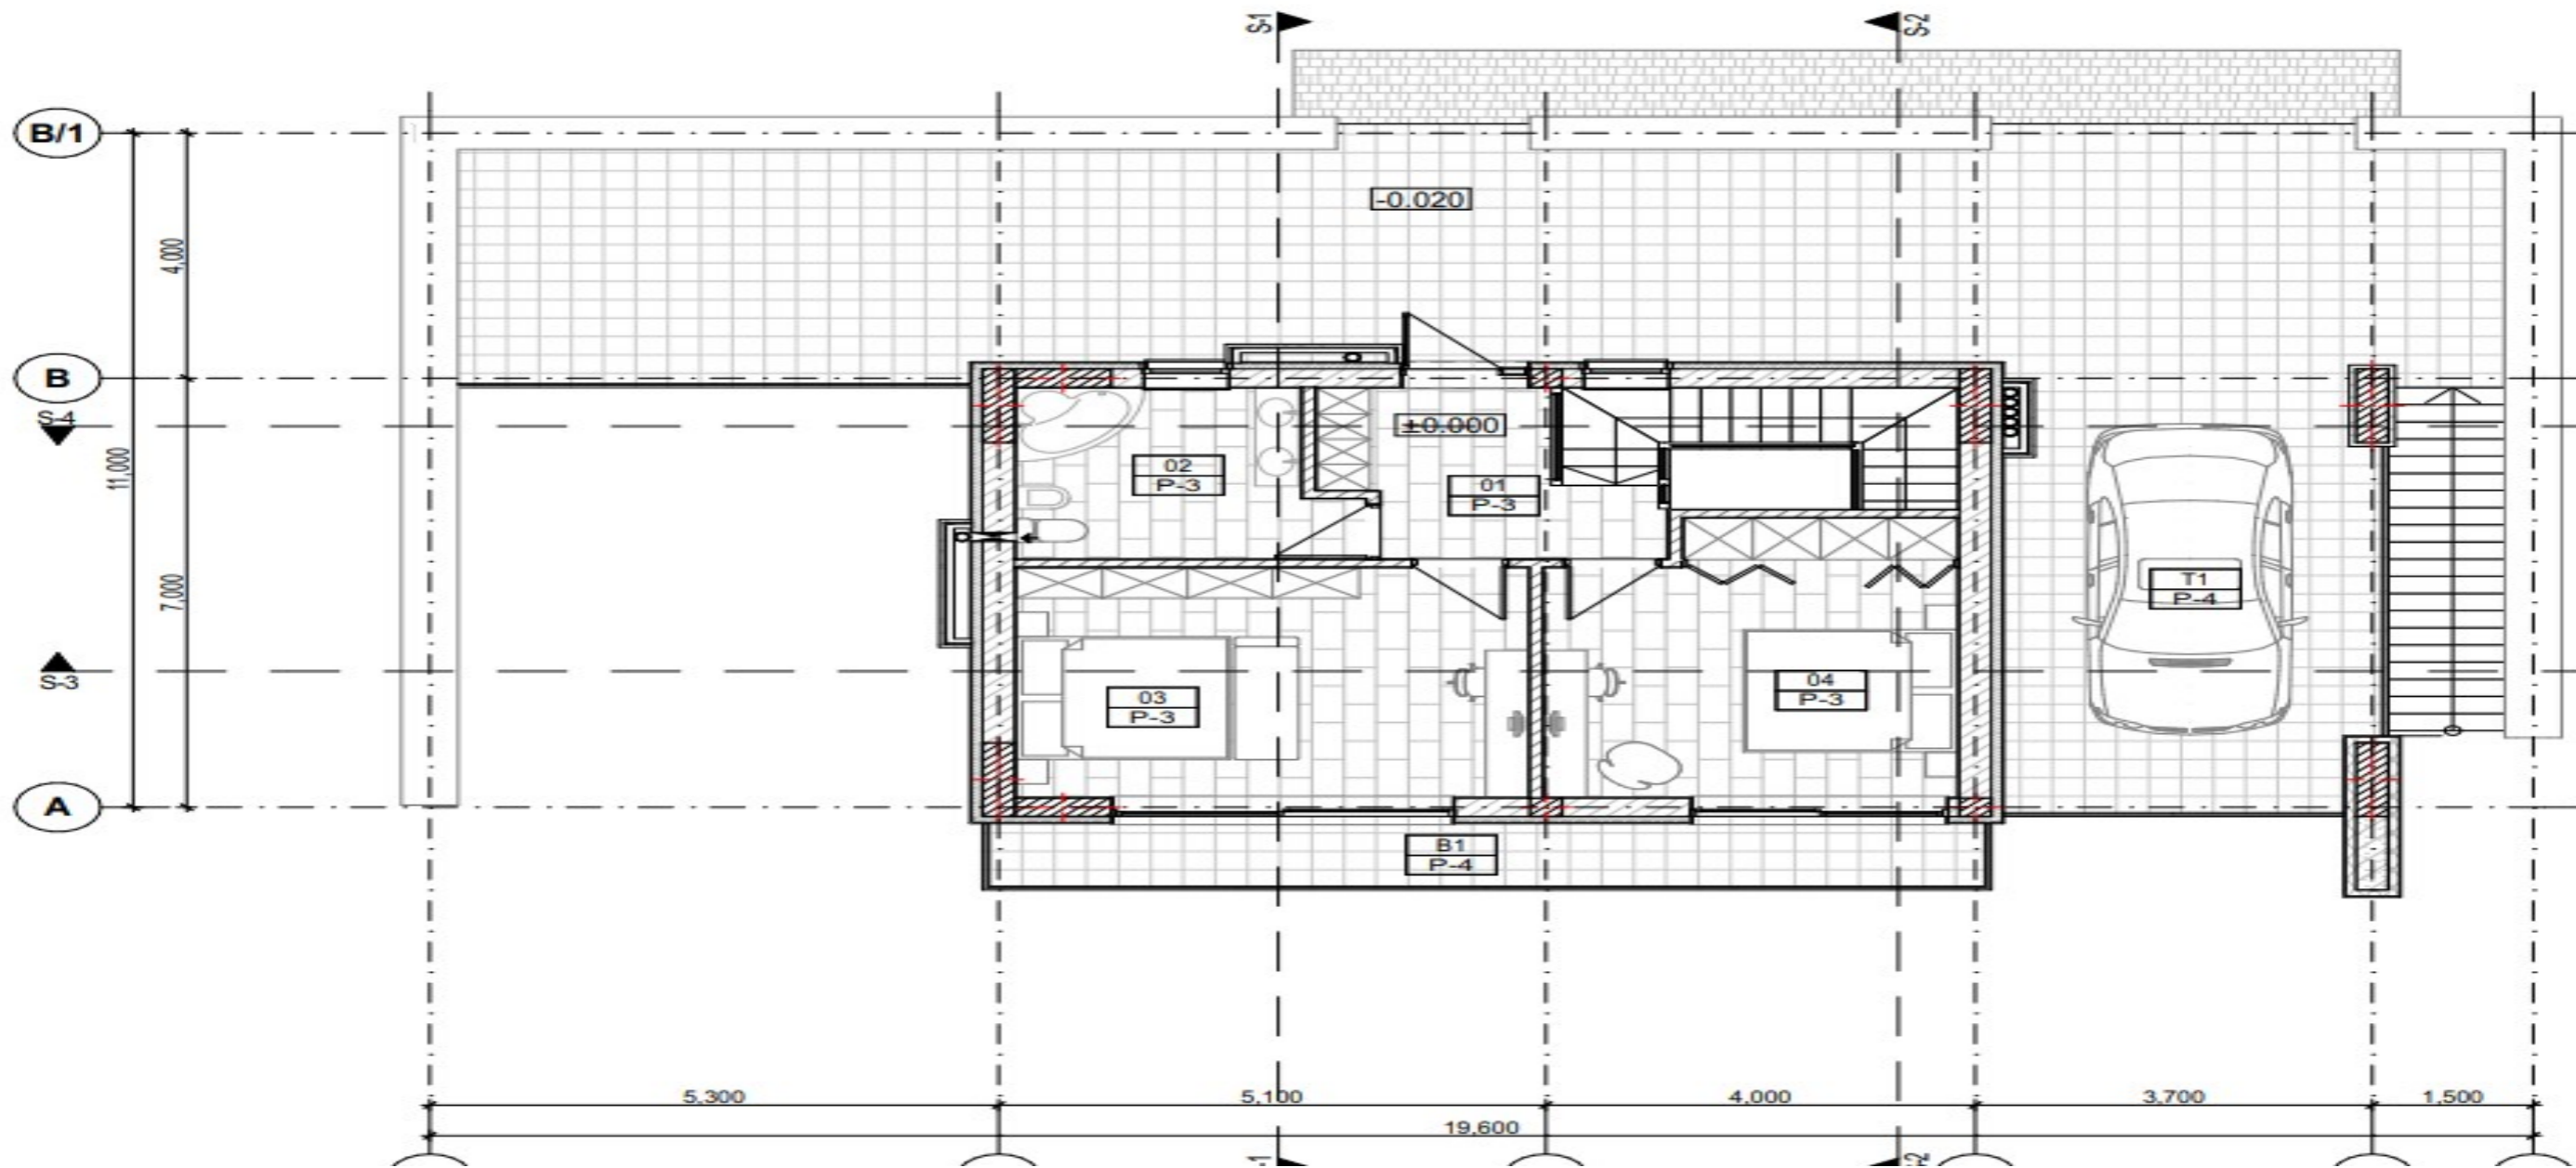 S-1
S-2
B/1
-0.020
4,000
B
S-4
±0.000
11,000
02
P-3
01
P-3
7,000
T1
P-4
S-3
03
P-3
04
P-3
A
B1
P-4
5,300
5,100
4,000
3,700
1,500
19,600